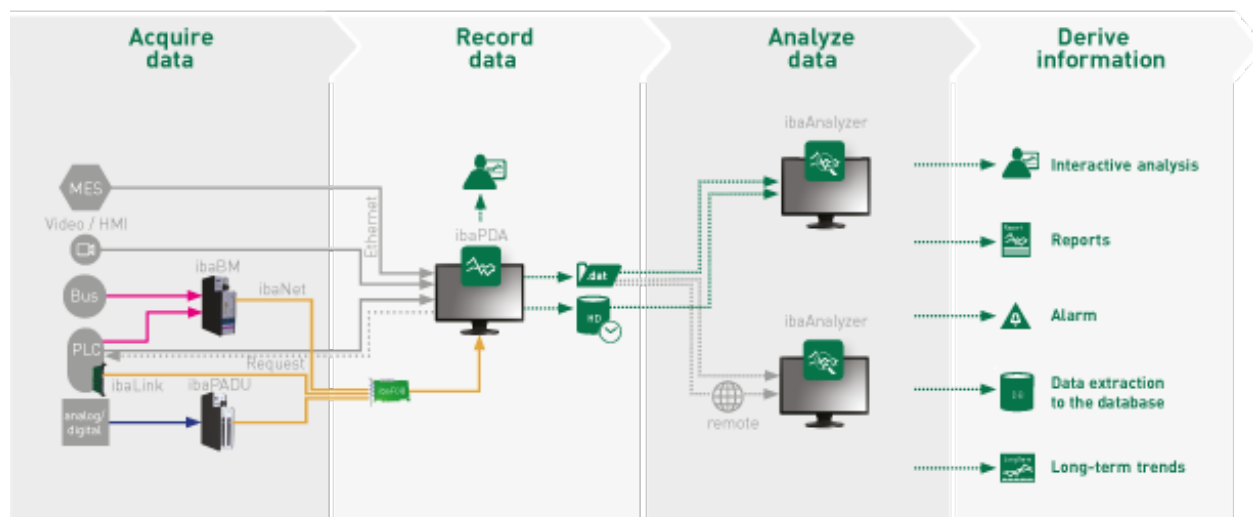 Acquire
data
Record
data
Analyze
data
Derive
information
MES
Video / HMI
Bus
PLC
analog/
digital
ibaBM
ibaNet
Ethernet
Request
ibaLink
ibaPADU
ibaPDA
.dat
HD
ibaAnalyzer
ibaAnalyzer
remote
Interactive analysis
Report
Reports
Alarm
DB
Data extraction
to the database
Long-term trends